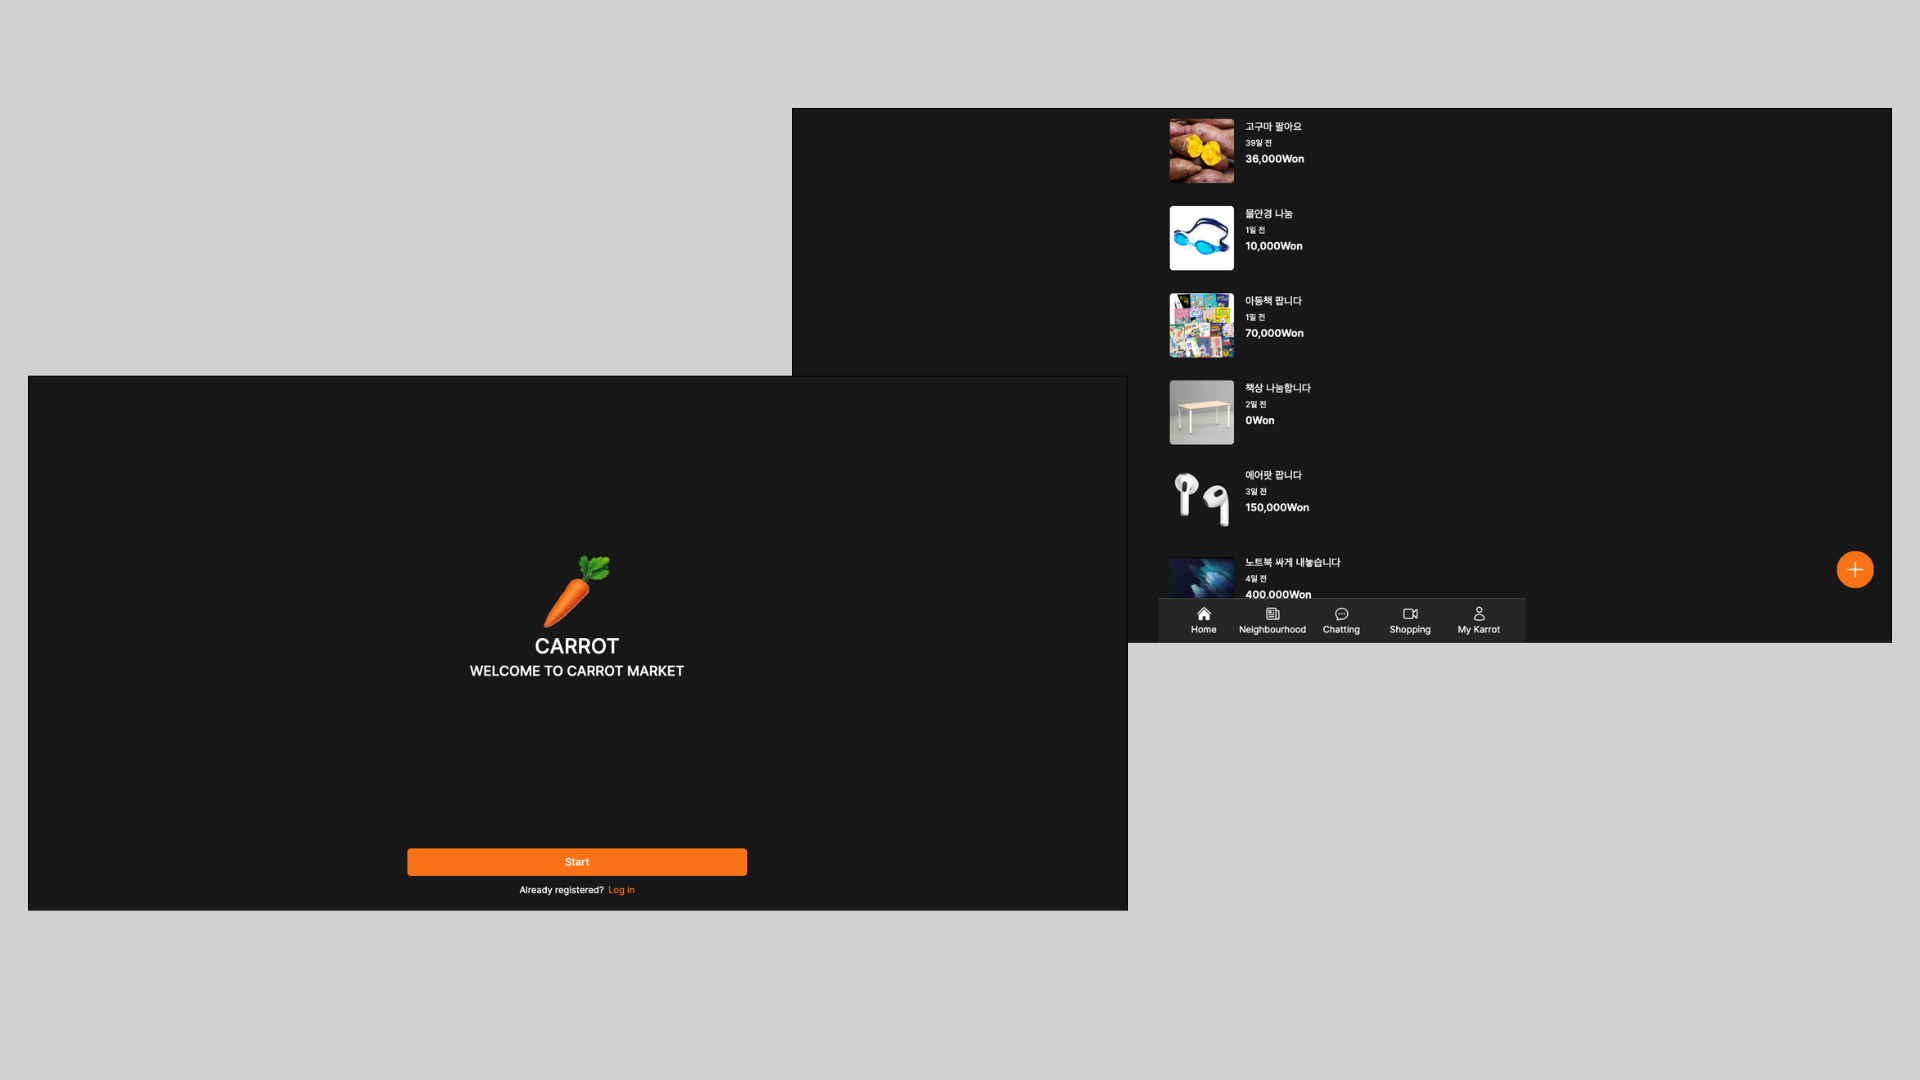 고구마 팔아요
39일 전
36,000Won
물안경 나눔
1일 전
10,000Won
아동책 팝니다
1일 전
70,000Won
책상 나눔합니다
2일 전
0Won
에어팟 팝니다
3일 전
150,000Won
노트북 싸게 내놓습니다
4일 전
400,000Won
Home Neighbourhood Chatting Shopping My Karrot
CARROT
WELCOME TO CARROT MARKET
Start
Already registered? Log in